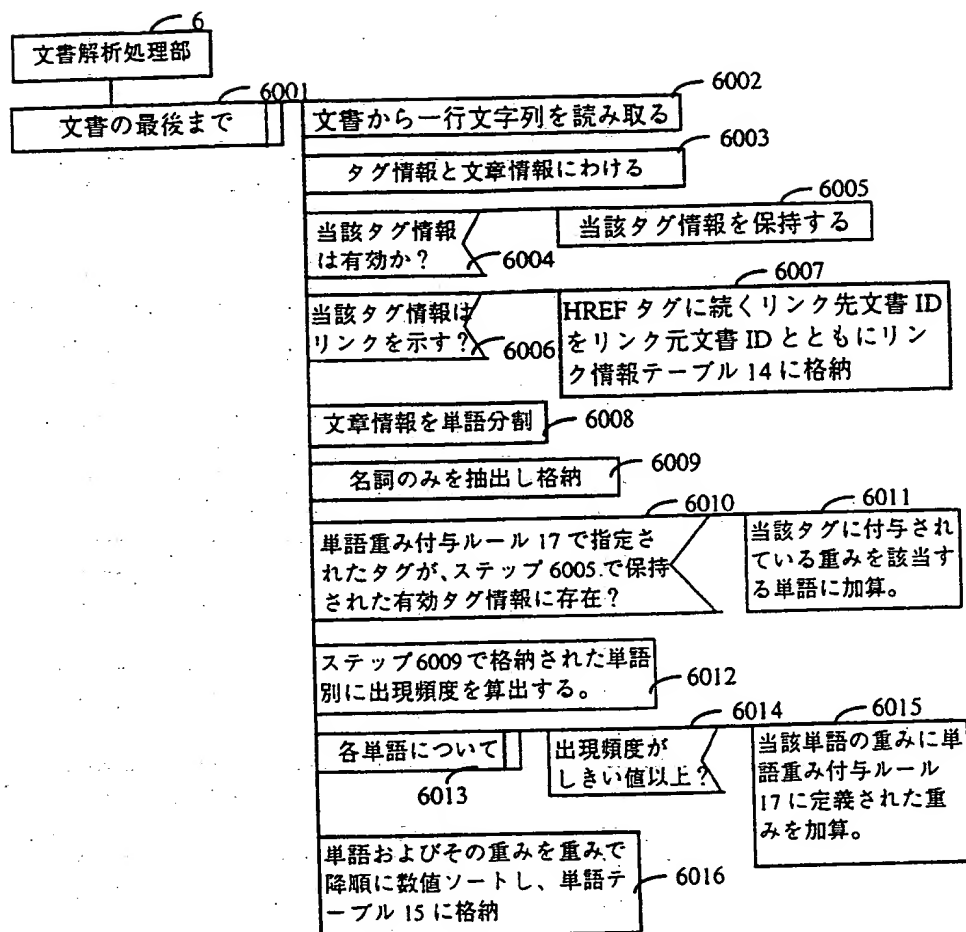 6
文書解析処理部
6001
文書の最後まで
6002
文書から一行文字列を読み取る
6003
タグ情報と文章情報にわける
6005
当該タグ情報を保持する
当該タグ情報
は有効か？
6004
6007
HREF タグに続くリンク先文書 ID
をリンク元文書 ID とともにリン
ク情報テーブル 14 に格納
当該タグ情報は
リンクを示す？
6006
文章情報を単語分割
6008
名詞のみを抽出し格納
6009
6010
単語重み付与ルール 17 で指定さ
れたタグが、ステップ 6005.で保持
された有効タグ情報に存在？
6011
当該タグに付与され
ている重みを該当す
る単語に加算。
ステップ 6009 で格納された単語
別に出現頻度を算出する。
6012
各単語について
6013
6014
出現頻度が
しきい値以上？
6015
当該単語の重みに単
語重み付与ルール
17 に定義された重
みを加算。
単語およびその重みを重みで
降順に数値ソートし、単語テ
ーブル 15 に格納
6016